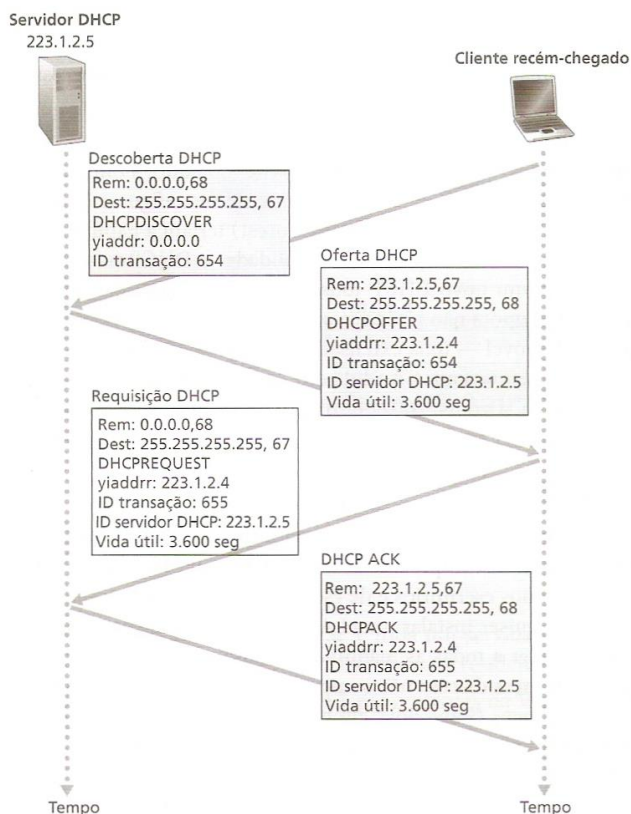 Servidor DHCP
223.1.2.5
Cliente recém-chegado
Descoberta DHCP
Rem: 0.0.0.0,68
Dest: 255.255.255.255, 67
DHCPDISCOVER
yiaddr: 0.0.0.0
ID transação: 654
Oferta DHCP
Rem: 223.1.2.5,67
Dest: 255.255.255.255, 68
DHCPOFFER
yiaddrr: 223.1.2.4
ID transação: 654
ID servidor DHCP: 223.1.2.5
Vida útil: 3.600 seg
Requisição DHCP
Rem: 0.0.0.0,68
Dest: 255.255.255.255, 67
DHCPREQUEST
yiaddrr: 223.1.2.4
ID transação: 655
ID servidor DHCP: 223.1.2.5
Vida útil: 3.600 seg
DHCP ACK
Rem: 223.1.2.5,67
Dest: 255.255.255.255, 68
DHCPACK
yiaddrr: 223.1.2.4
ID transação: 655
ID servidor DHCP: 223.1.2.5
Vida útil: 3.600 seg
Tempo
Tempo